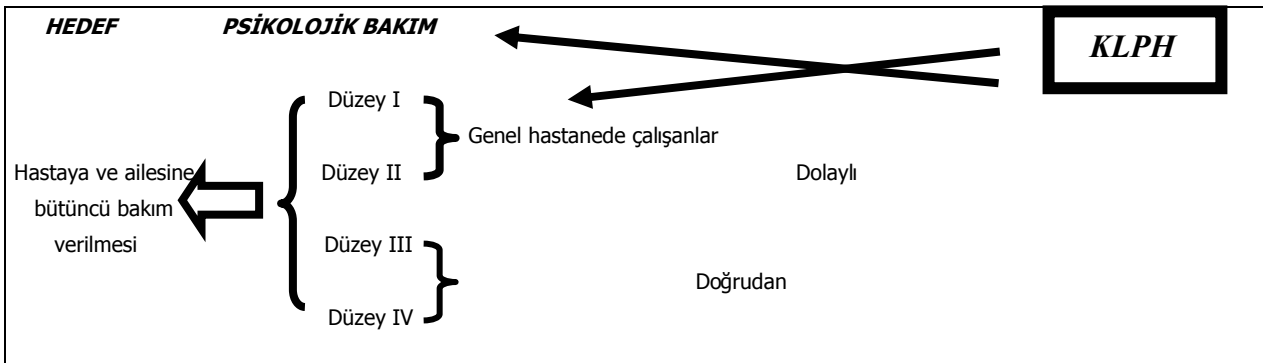 HEDEF PSİKOLOJİK BAKIM
KLPH
Düzey I
Genel hastanede çalışanlar
Hastaya ve ailesine Düzey II Dolaylı
bütüncü bakım
verilmesi Düzey III
Doğrudan
Düzey IV